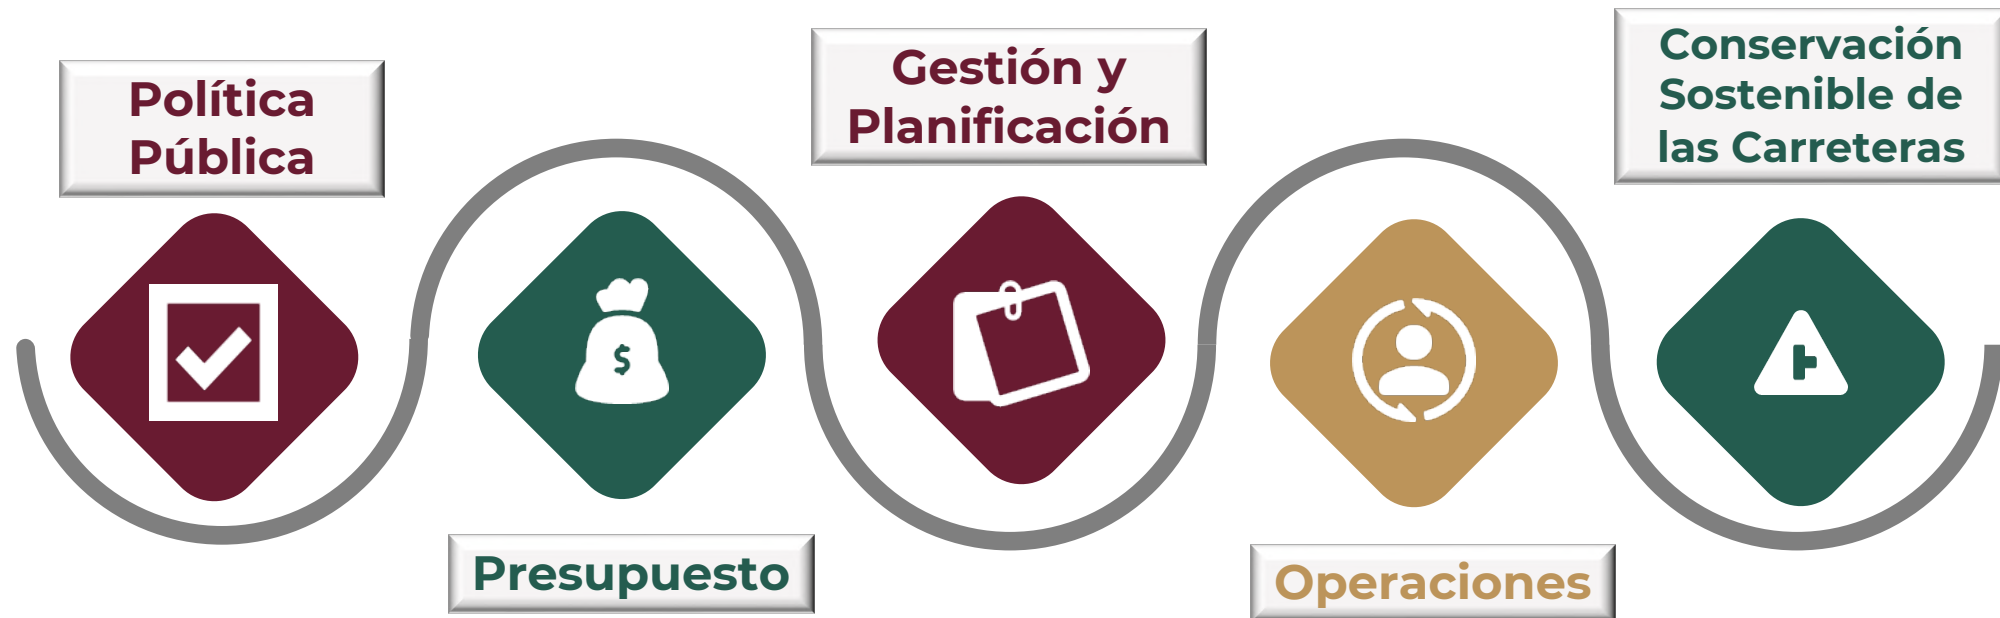 Política
Pública
$
Presupuesto
Gestión y
Planificación
Operaciones
Conservación
Sostenible de
las Carreteras